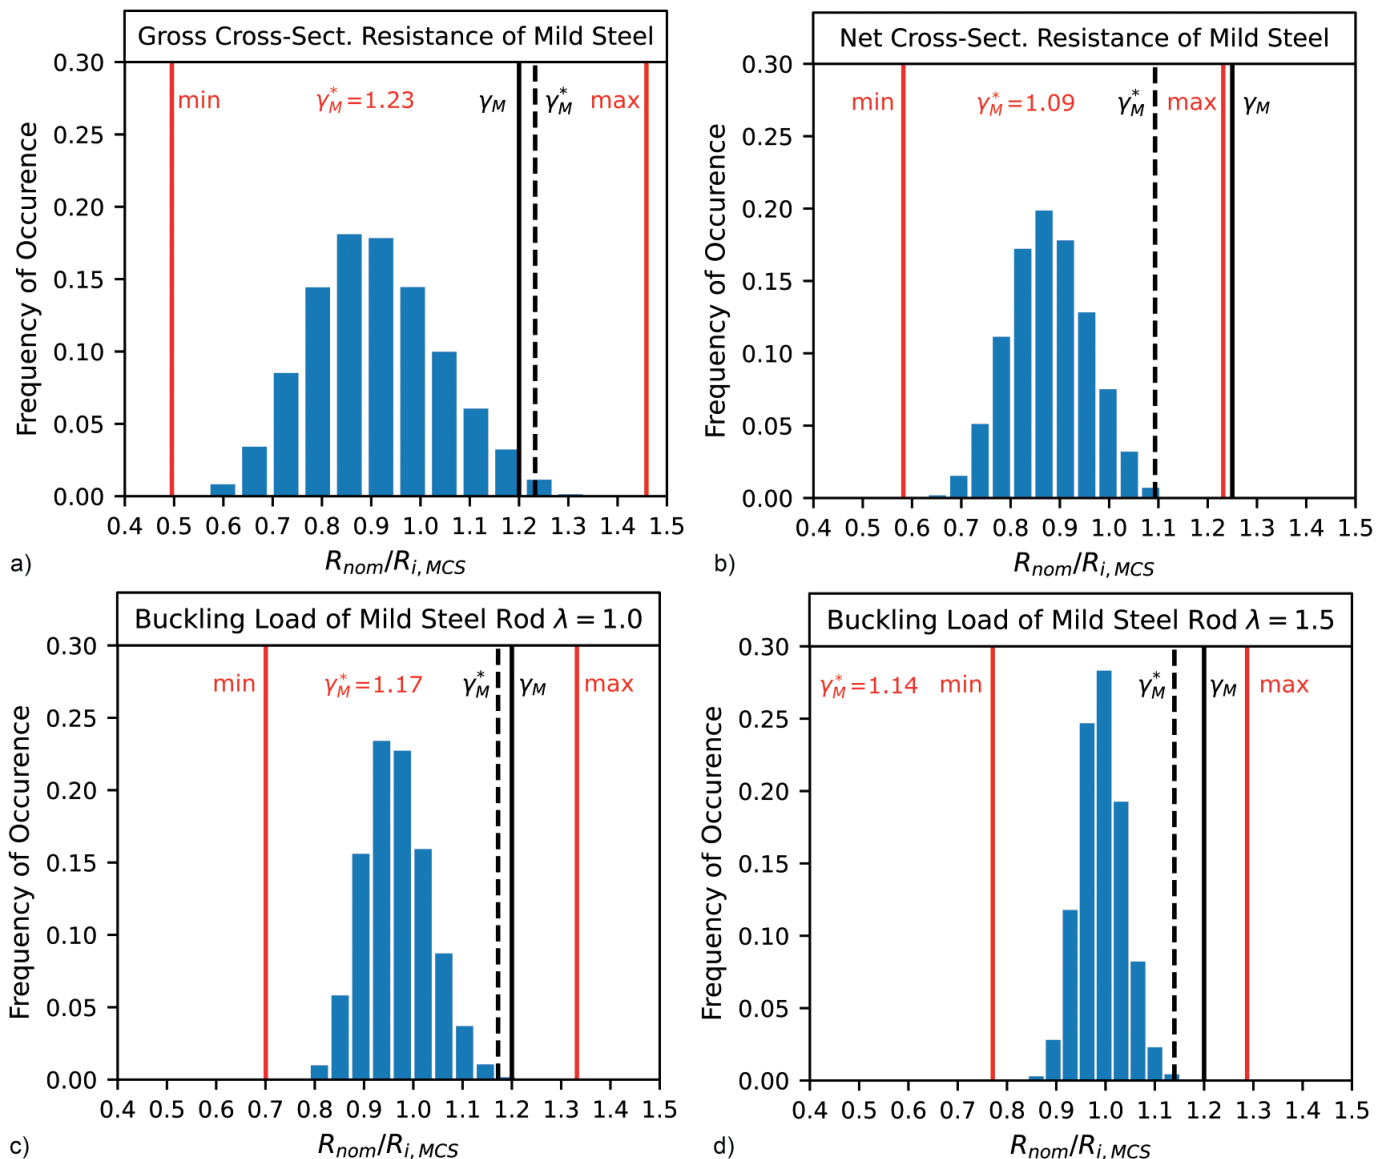 Gross Cross-Sect. Resistance of Mild Steel
0.30
0.25
0.20
0.15
0.10
0.05
0.00
Frequency of Occurence
min
γ*M=1.23
γM
γ*M
max
0.4 0.5 0.6 0.7 0.8 0.9 1.0 1.1 1.2 1.3 1.4 1.5
Rnom/Ri, MCS
a)
Net Cross-Sect. Resistance of Mild Steel
0.30
0.25
0.20
0.15
0.10
0.05
0.00
Frequency of Occurence
min
γ*M=1.09
γ*M
max
γM
0.4 0.5 0.6 0.7 0.8 0.9 1.0 1.1 1.2 1.3 1.4 1.5
Rnom/Ri, MCS
b)
Buckling Load of Mild Steel Rod λ = 1.0
0.30
0.25
0.20
0.15
0.10
0.05
0.00
Frequency of Occurence
min
γ*M=1.17
γ*M
γM
max
0.4 0.5 0.6 0.7 0.8 0.9 1.0 1.1 1.2 1.3 1.4 1.5
Rnom/Ri, MCS
c)
Buckling Load of Mild Steel Rod λ = 1.5
0.30
0.25
0.20
0.15
0.10
0.05
0.00
Frequency of Occurence
γ*M=1.14
min
γ*M
γM
max
0.4 0.5 0.6 0.7 0.8 0.9 1.0 1.1 1.2 1.3 1.4 1.5
Rnom/Ri, MCS
d)